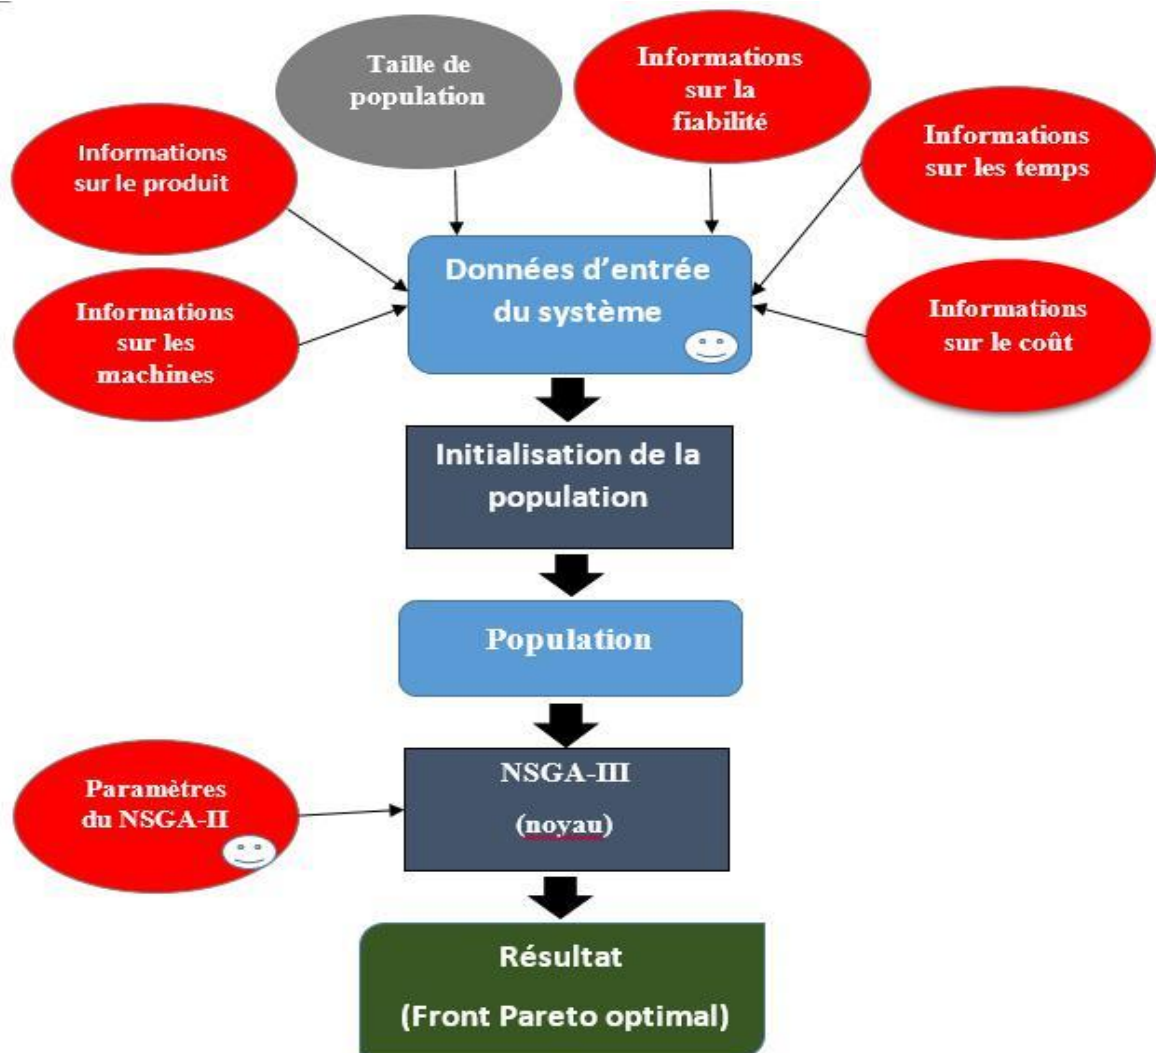 Taille de
population
Informations
sur la
fiabilité
Informations
sur le produit
Informations
sur les temps
Données d'entrée
du système
Informations
sur les
machines
Informations
sur le coût
Initialisation de la
population
Population
NSGA-III
(noyau)
Paramètres
du NSGA-II
Résultat
(Front Pareto optimal)